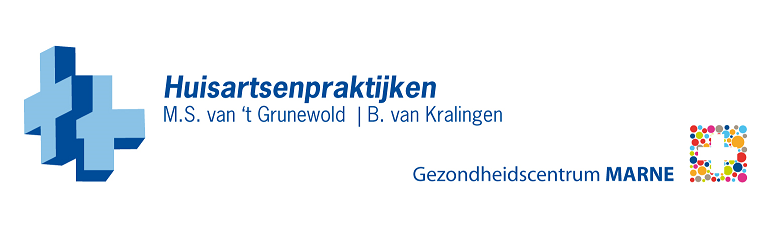 Huisartsenpraktijken
M.S. van ‘t Grunewold | B. van Kralingen
Gezondheidscentrum MARNE